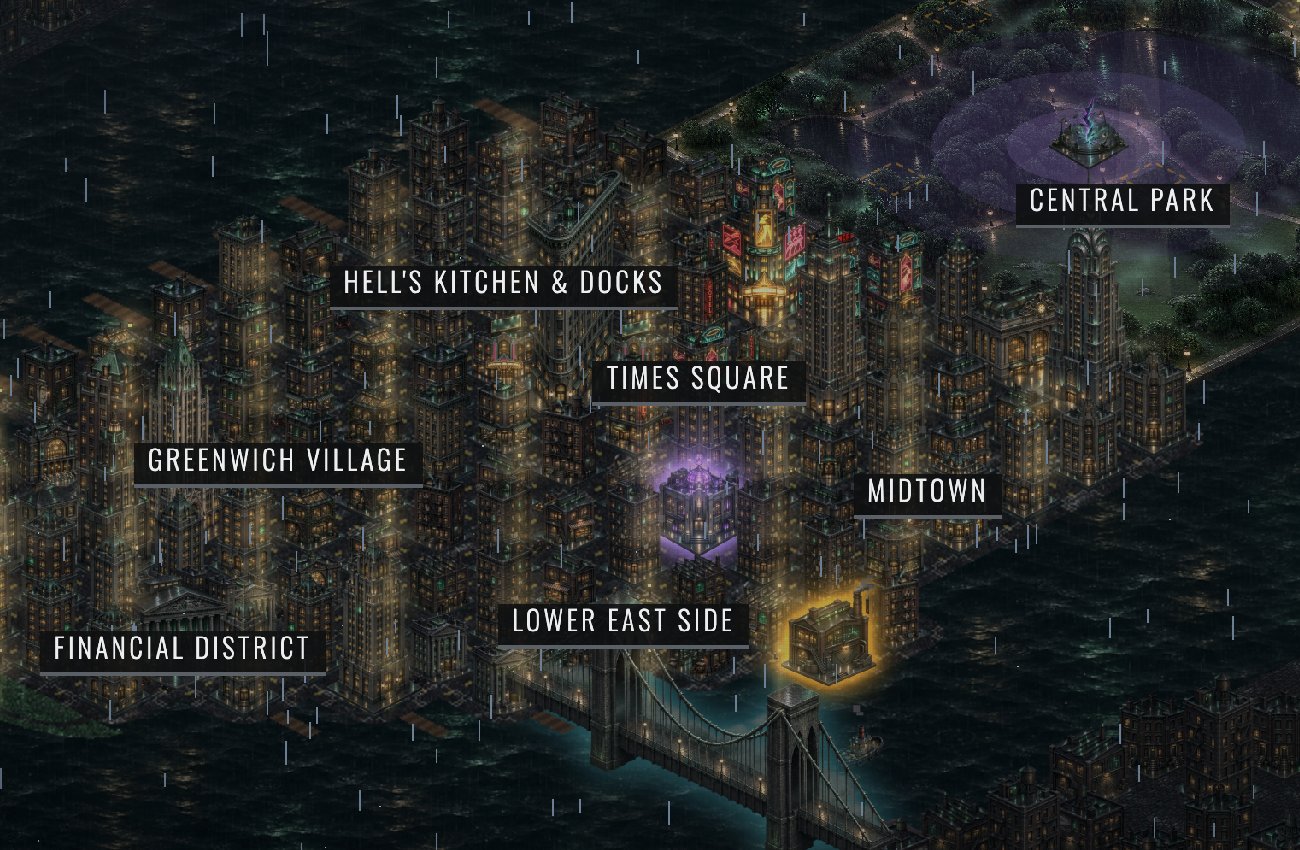 CENTRAL PARK
HELL'S KITCHEN & DOCKS
TIMES SQUARE
GREENWICH VILLAGE
MIDTOWN
LOWER EAST SIDE
FINANCIAL DISTRICT